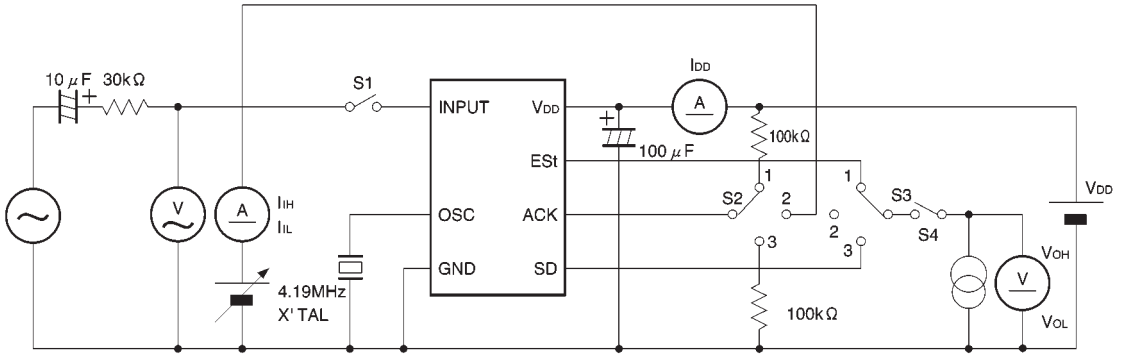 10 μF
30kΩ
S1
IDD
A
INPUT
VDD
+
+
100 μF
100kΩ
ESt
1
1
S2
2
S3
VDD
V
A
IIH
IIL
OSC
ACK
2
S4
3
3
GND
SD
VOH
V
VOL
4.19MHz
X' TAL
100kΩ